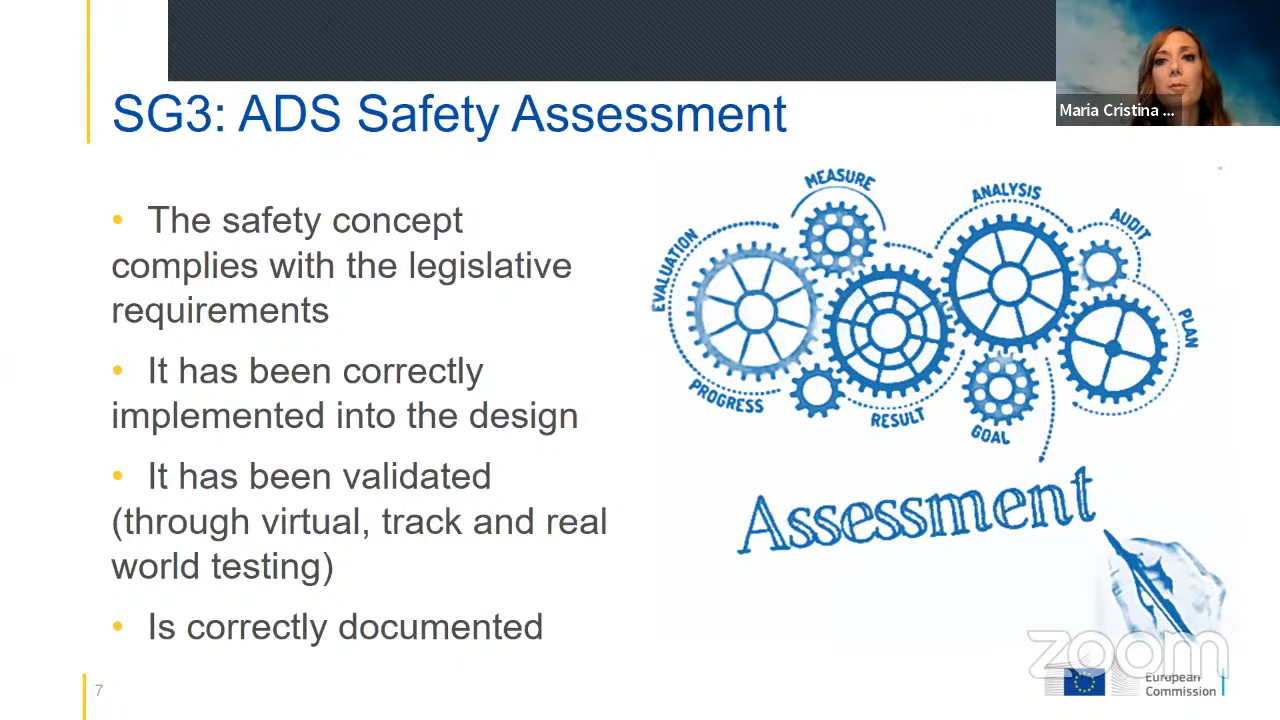 Maria Cristina ...
SG3: ADS Safety Assessment
• The safety concept
complies with the legislative
requirements
• It has been correctly
implemented into the design
• It has been validated
(through virtual, track and real
world testing)
• Is correctly documented
MEASURE
ANALYSIS
AUDIT
EVALUATION
PLAN
PROGRESS
RESULT
GOAL
Assessment
zoom
European
Commission
7